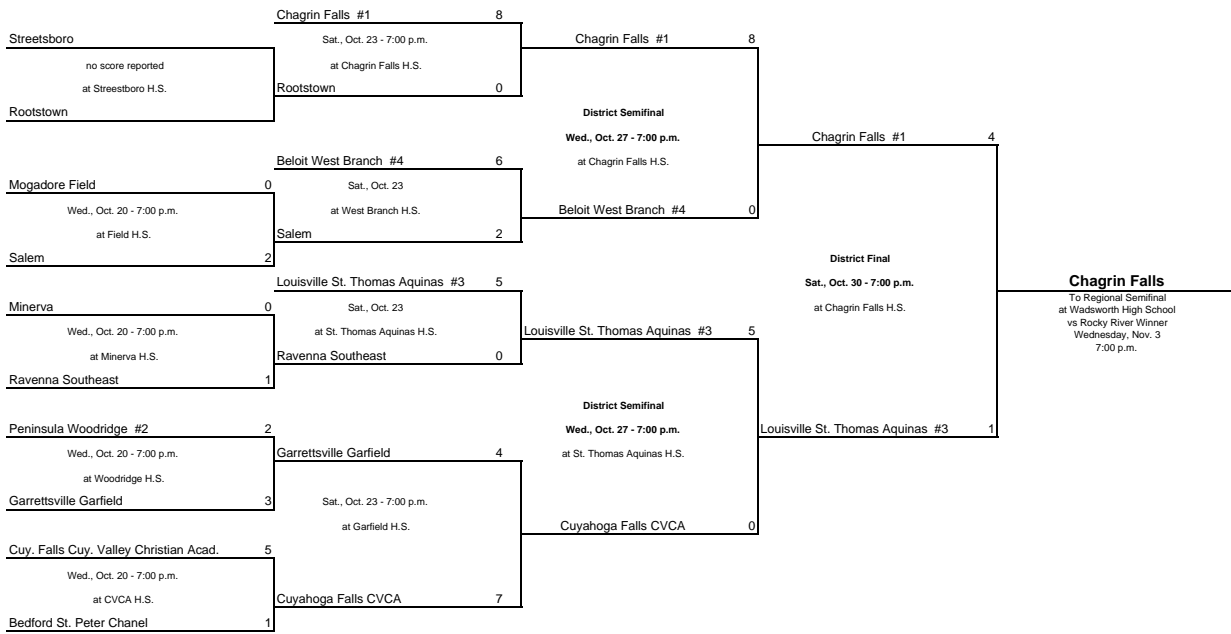 Chagrin Falls #1 8
Streetsboro
Sat., Oct. 23 - 7:00 p.m.
Chagrin Falls #1 8
no score reported
at Chagrin Falls H.S.
at Streestboro H.S.
Rootstown 0
Rootstown
District Semifinal
Wed., Oct. 27 - 7:00 p.m.
Chagrin Falls #1 4
at Chagrin Falls H.S.
Beloit West Branch #4 6
Mogadore Field 0
Sat., Oct. 23
Wed., Oct. 20 - 7:00 p.m.
at West Branch H.S.
Beloit West Branch #4 0
at Field H.S.
Salem 2
Salem 2
District Final
Sat., Oct. 30 - 7:00 p.m.
at Chagrin Falls H.S.
Louisville St. Thomas Aquinas #3 5
Chagrin Falls
To Regional Semifinal
at Wadsworth High School
vs Rocky River Winner
Wednesday, Nov. 3
7:00 p.m.
Minerva 0
Sat., Oct. 23
Wed., Oct. 20 - 7:00 p.m.
at St. Thomas Aquinas H.S.
Louisville St. Thomas Aquinas #3 5
at Minerva H.S.
Ravenna Southeast 0
Ravenna Southeast 1
District Semifinal
Wed., Oct. 27 - 7:00 p.m.
at St. Thomas Aquinas H.S.
Louisville St. Thomas Aquinas #3 1
Peninsula Woodridge #2 2
Wed., Oct. 20 - 7:00 p.m.
Garrettsville Garfield 4
at Woodridge H.S.
Garrettsville Garfield 3
Sat., Oct. 23 - 7:00 p.m.
at Garfield H.S.
Cuyahoga Falls CVCA 0
Cuy. Falls Cuy. Valley Christian Acad. 5
Wed., Oct. 20 - 7:00 p.m.
at CVCA H.S.
Cuyahoga Falls CVCA 7
Bedford St. Peter Chanel 1